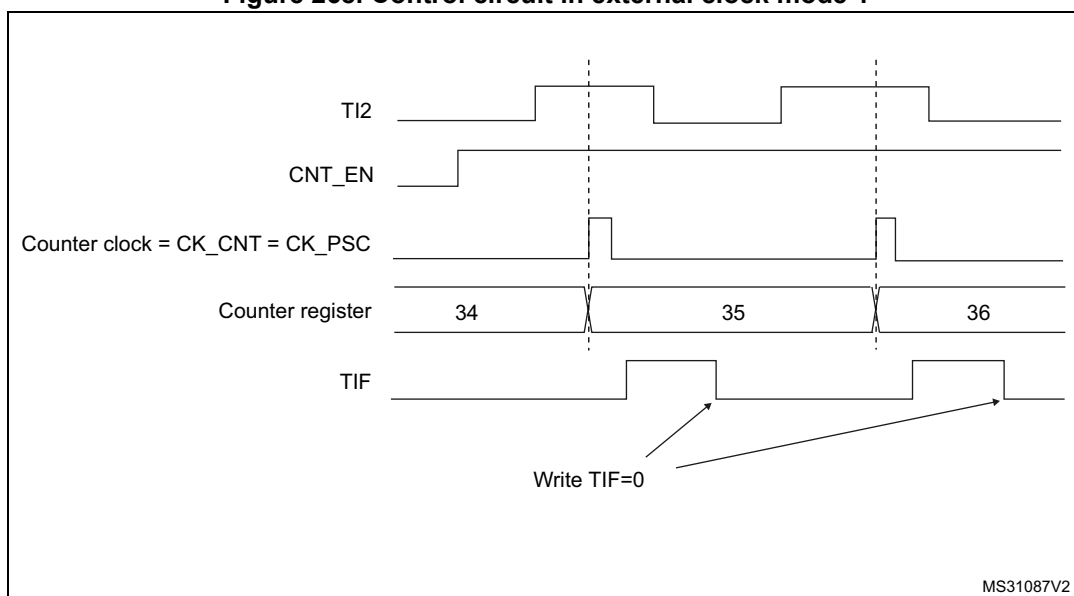 Figure Control circuit in external clock mode 1
TI2
CNT_EN
Counter clock = CK_CNT = CK_PSC
Counter register 34 35 36
TIF
Write TIF=0
MS31087V2